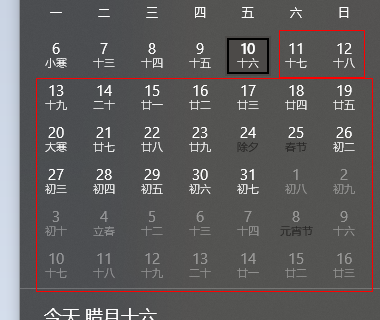 一 二 三 四 五 六 日
6 7 8 9 10 11 12
小寒 十三 十四 十五 十六 十七 十八
13 14 15 16 17 18 19
十九 二十 廿一 廿二 廿三 廿四 廿五
20 21 22 23 24 25 26
大寒 廿七 廿八 廿九 除夕 春节 初二
27 28 29 30 31 1 2
初三 初四 初五 初六 初七 初八 初九
3 4 5 6 7 8 9
初十 立春 十二 十三 十四 元宵节 十六
10 11 12 13 14 15 16
十七 十八 十九 二十 廿一 廿二 廿三
今天 腊月十六